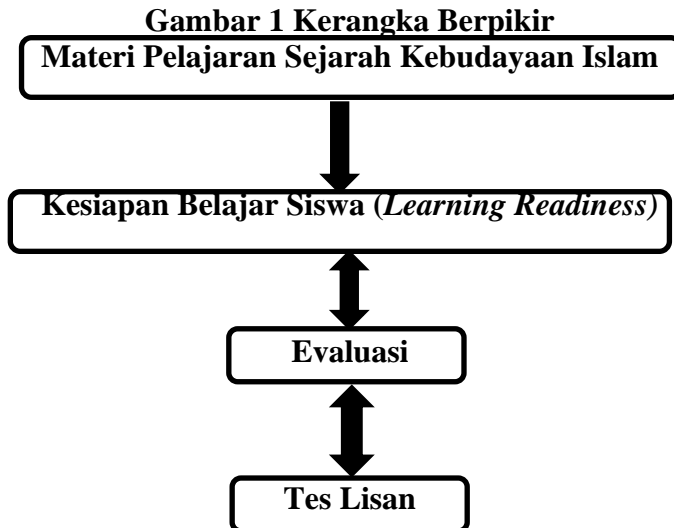 Gambar 1 Kerangka Berpikir
Materi Pelajaran Sejarah Kebudayaan Islam
Kesiapan Belajar Siswa (Learning Readiness)
Evaluasi
Tes Lisan